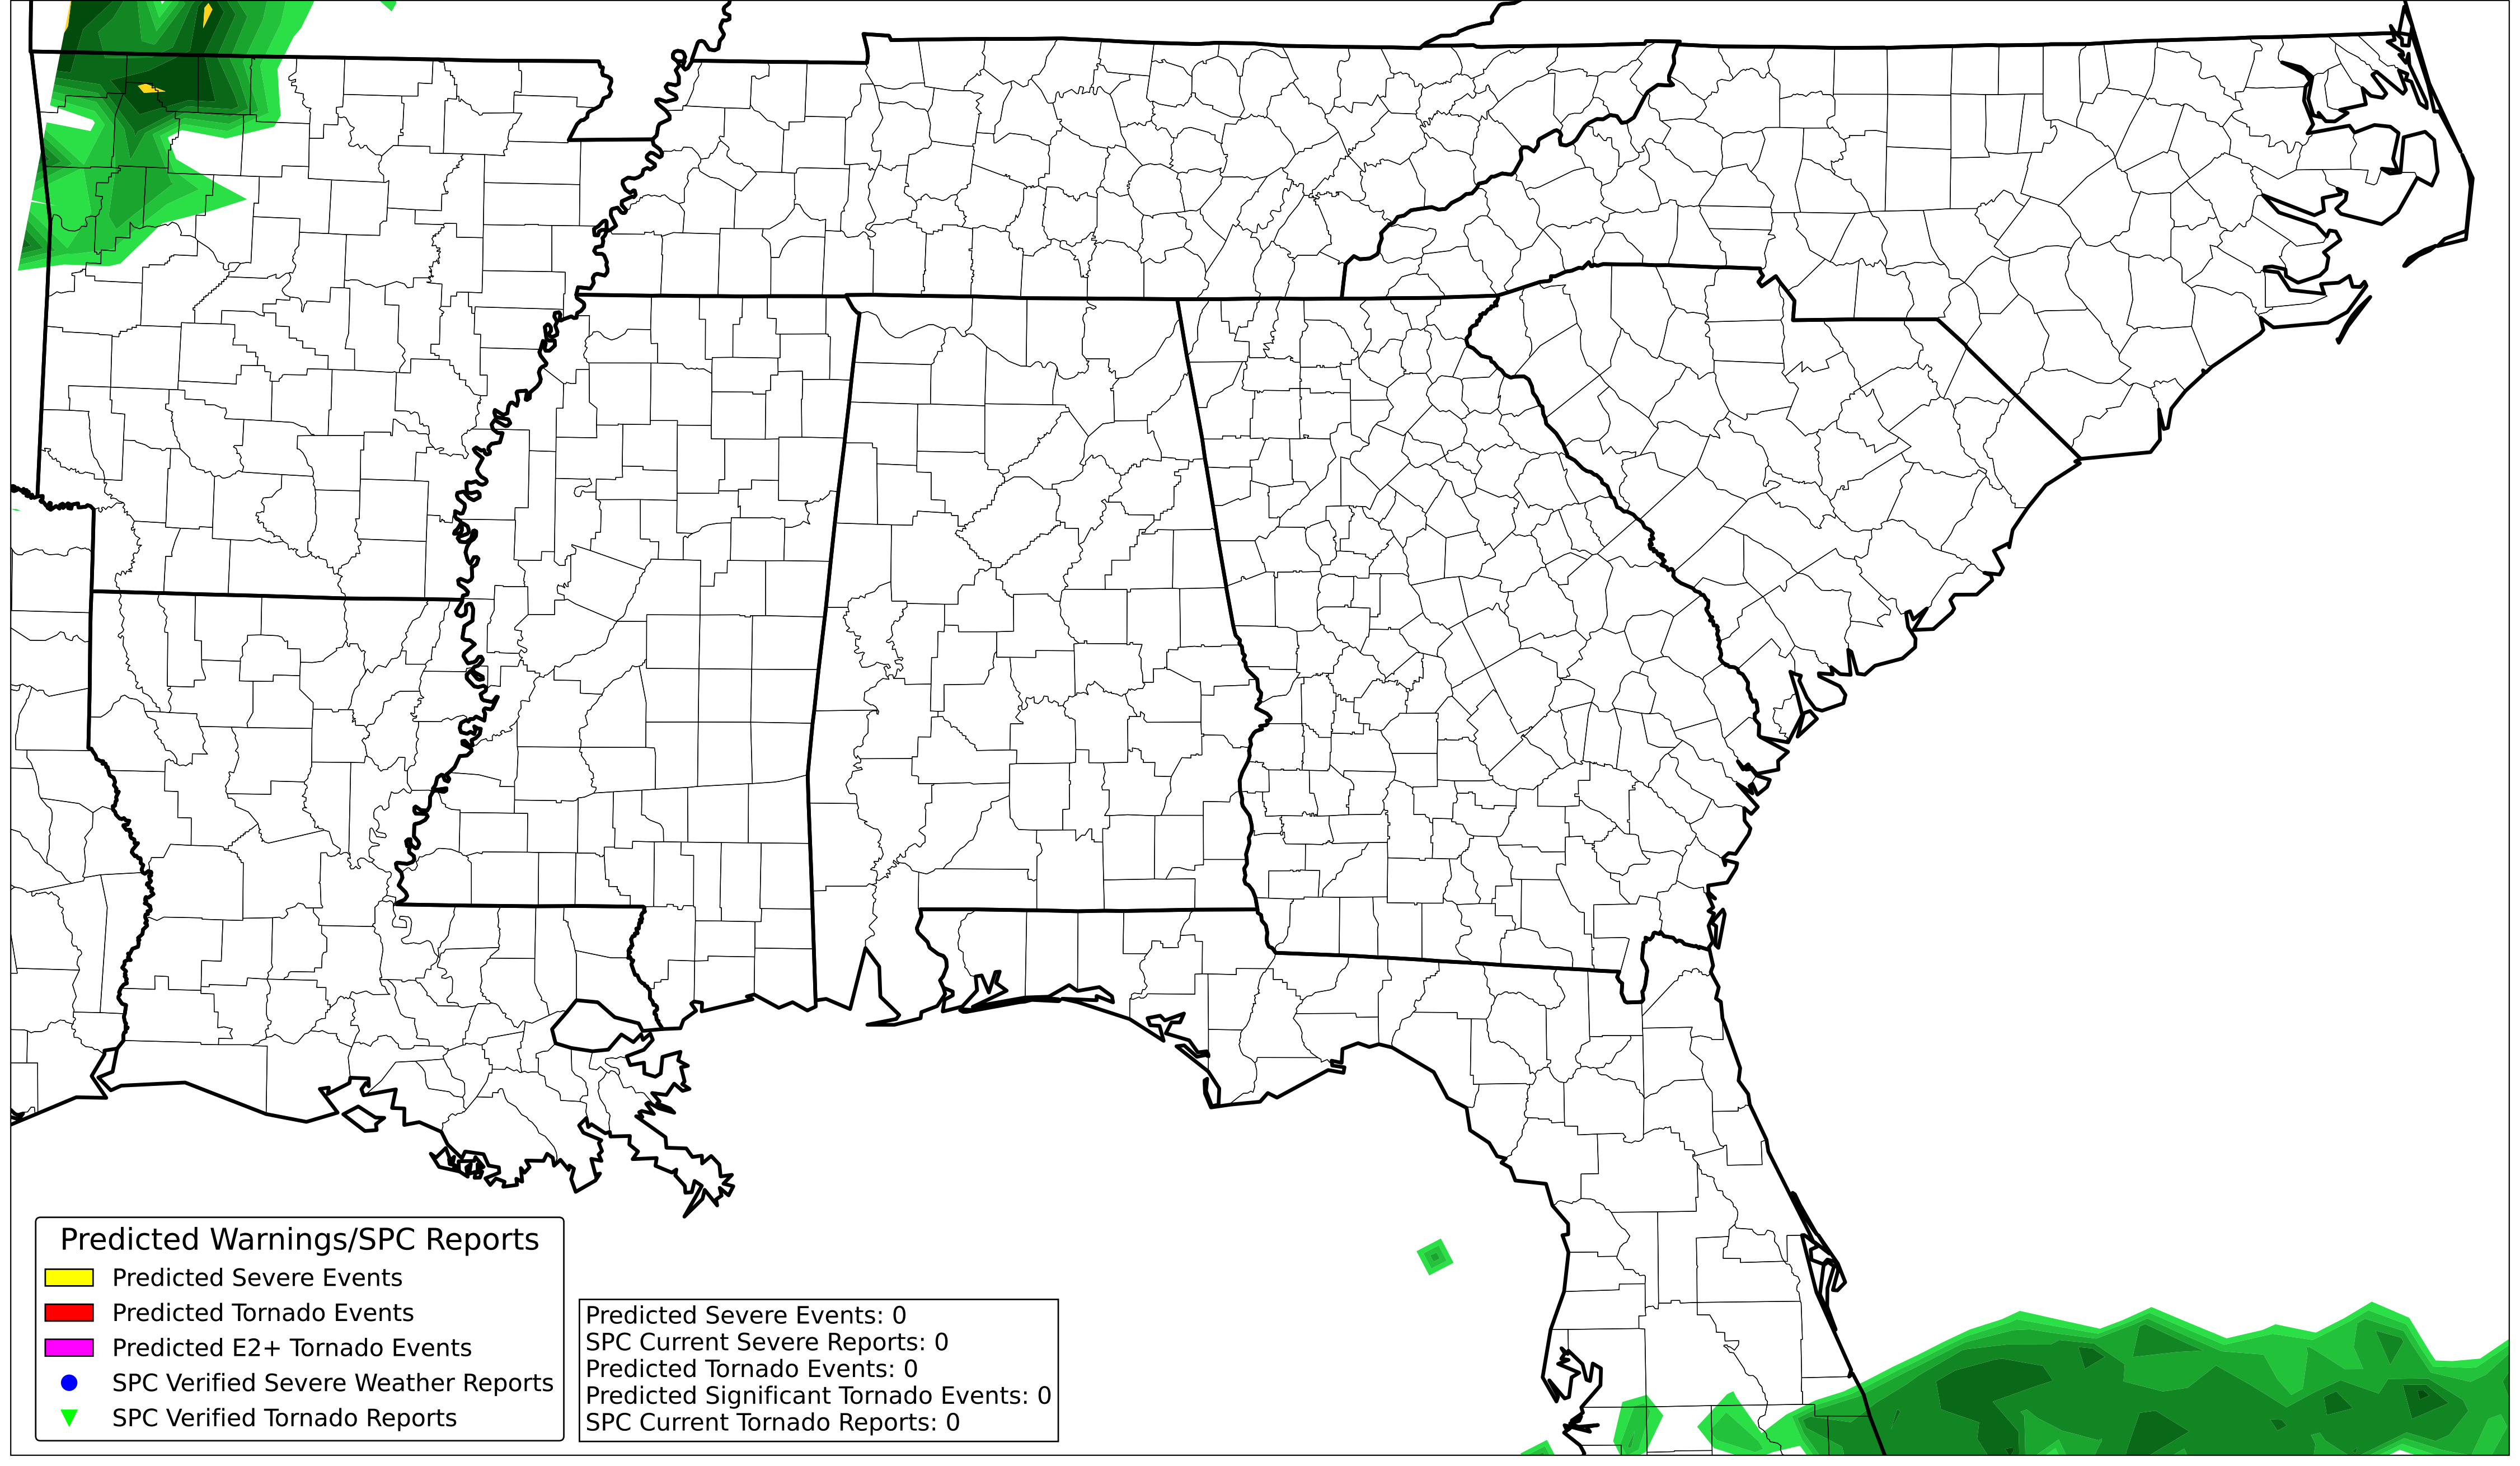 Predicted Warnings/SPC Reports
Predicted Severe Events
Predicted Tornado Events
Predicted E2+ Tornado Events
SPC Verified Severe Weather Reports
SPC Verified Tornado Reports
Predicted Severe Events: 0
SPC Current Severe Reports: 0
Predicted Tornado Events: 0
Predicted Significant Tornado Events: 0
SPC Current Tornado Reports: 0